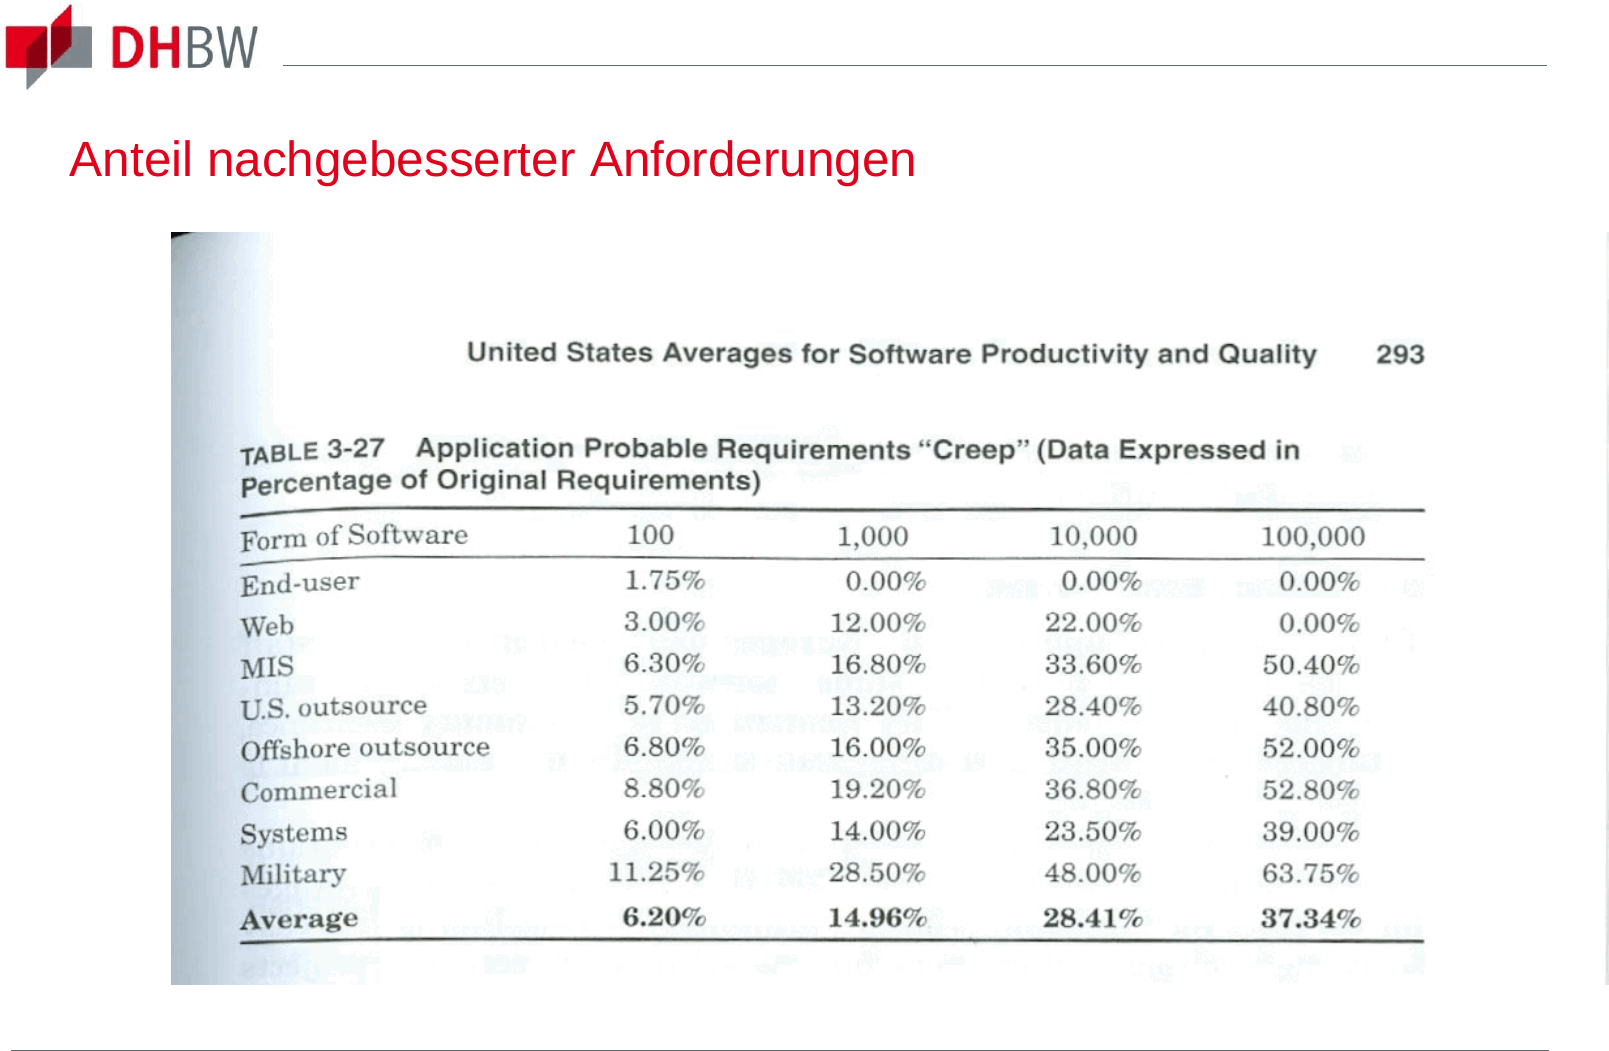 DHBW
Anteil nachgebesserter Anforderungen
United States Averages for Software Productivity and Quality 293
TABLE 3-27 Application Probable Requirements “Creep” (Data Expressed in
Percentage of Original Requirements)
Form of Software 100 1,000 10,000 100,000
End-user 1.75% 0.00% 0.00% 0.00%
Web 3.00% 12.00% 22.00% 0.00%
MIS 6.30% 16.80% 33.60% 50.40%
U.S. outsource 5.70% 13.20% 28.40% 40.80%
Offshore outsource 6.80% 16.00% 35.00% 52.00%
Commercial 8.80% 19.20% 36.80% 52.80%
Systems 6.00% 14.00% 23.50% 39.00%
Military 11.25% 28.50% 48.00% 63.75%
Average 6.20% 14.96% 28.41% 37.34%